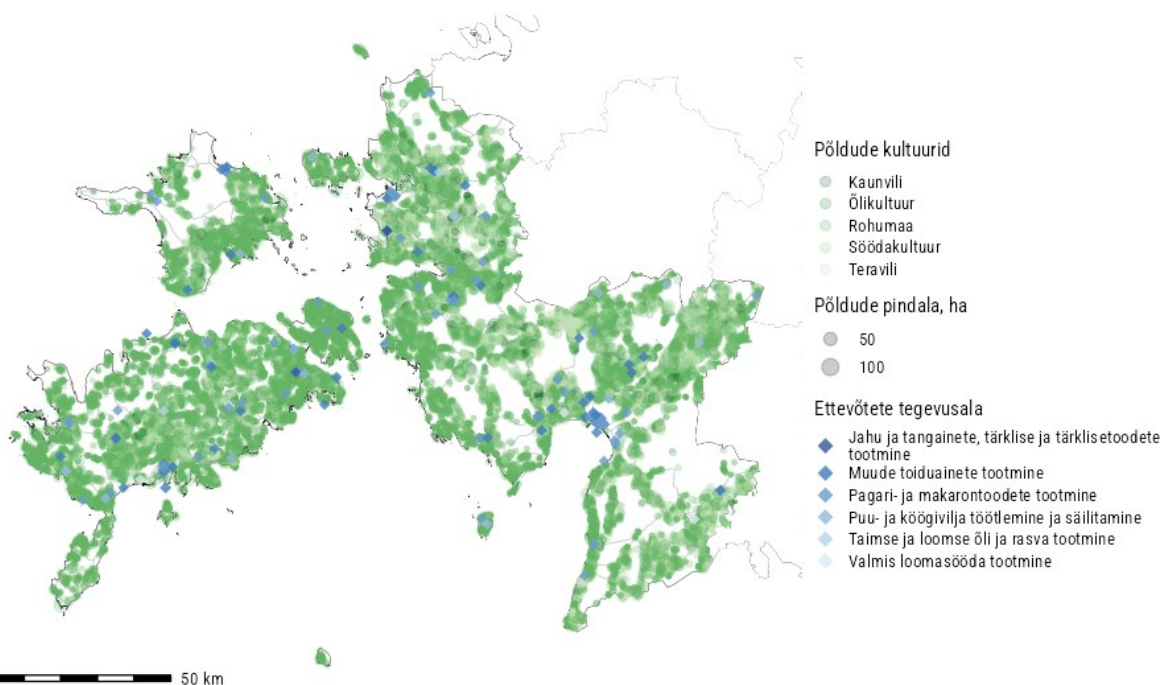 Põldude kultuurid
Kaunvili
Õlikultuur
Rohumaa
Söödakultuur
Teravili
Põldude pindala, ha
50
100
Ettevõtete tegevusala
Jahu ja tangainete, tärklise ja tärklisetoodete
tootmine
Muude toiduainete tootmine
Pagari- ja makarontoodete tootmine
Puu- ja köögivilja töötlemine ja säilitamine
Taimse ja loomse õli ja rasva tootmine
Valmis loomasööda tootmine
50 km